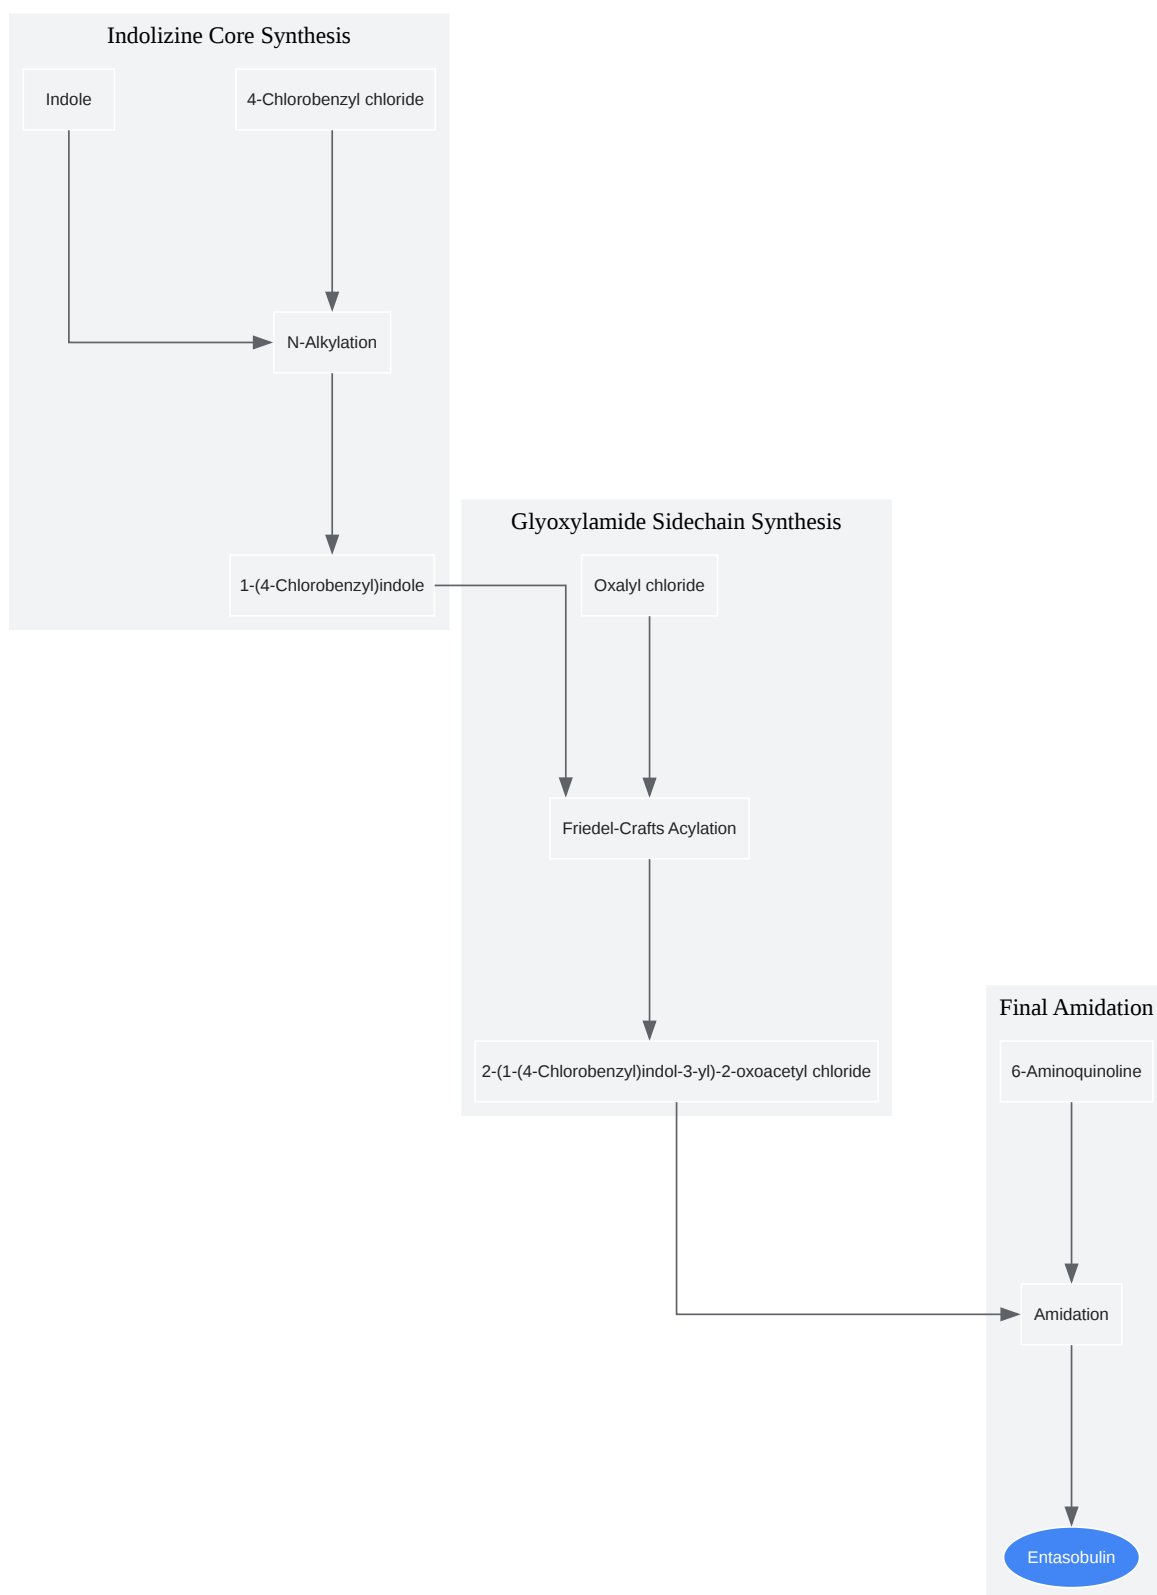 Indolizine Core Synthesis
Indole
4-Chlorobenzyl chloride
N-Alkylation
1-(4-Chlorobenzyl)indole
Glyoxylamide Sidechain Synthesis
Oxalyl chloride
Friedel-Crafts Acylation
2-(1-(4-Chlorobenzyl)indol-3-yl)-2-oxoacetyl chloride
Final Amidation
6-Aminoquinoline
Amidation
Entasobulin